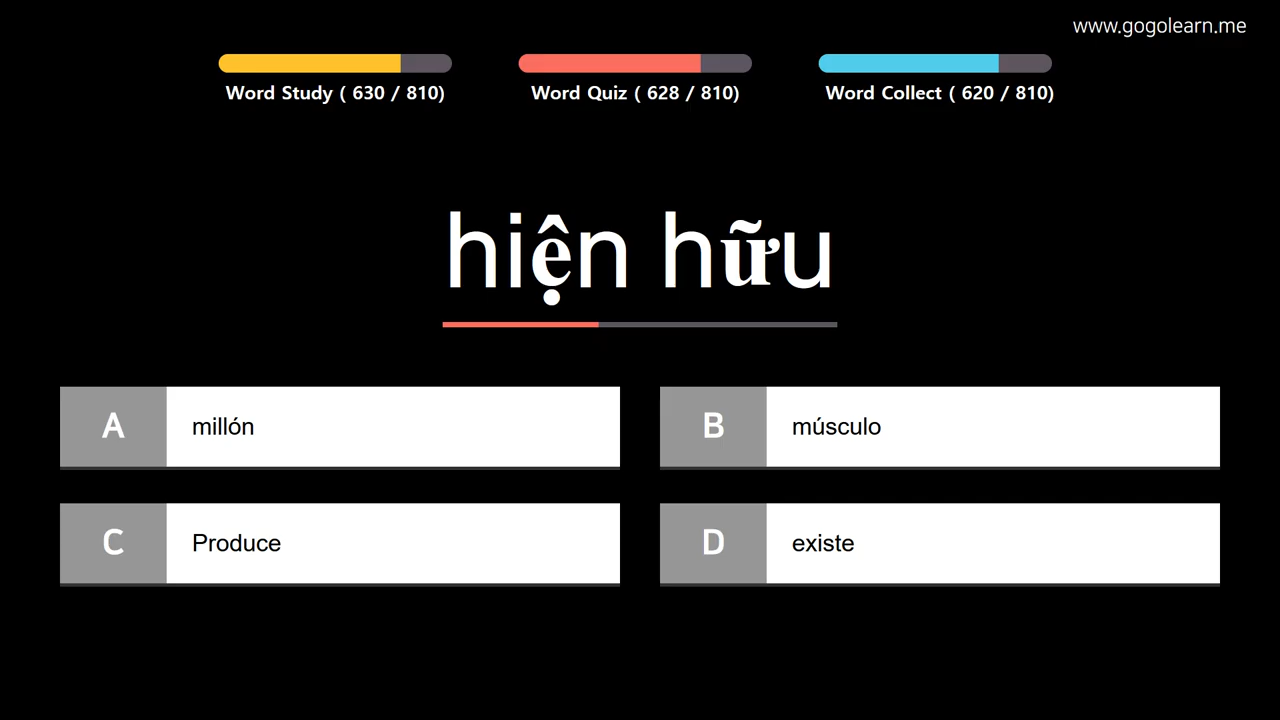 www.gogolearn.me
Word Study ( 630 / 810)
Word Quiz ( 628 / 810)
Word Collect ( 620 / 810)
hiện hữu
A millón
B músculo
C Produce
D existe